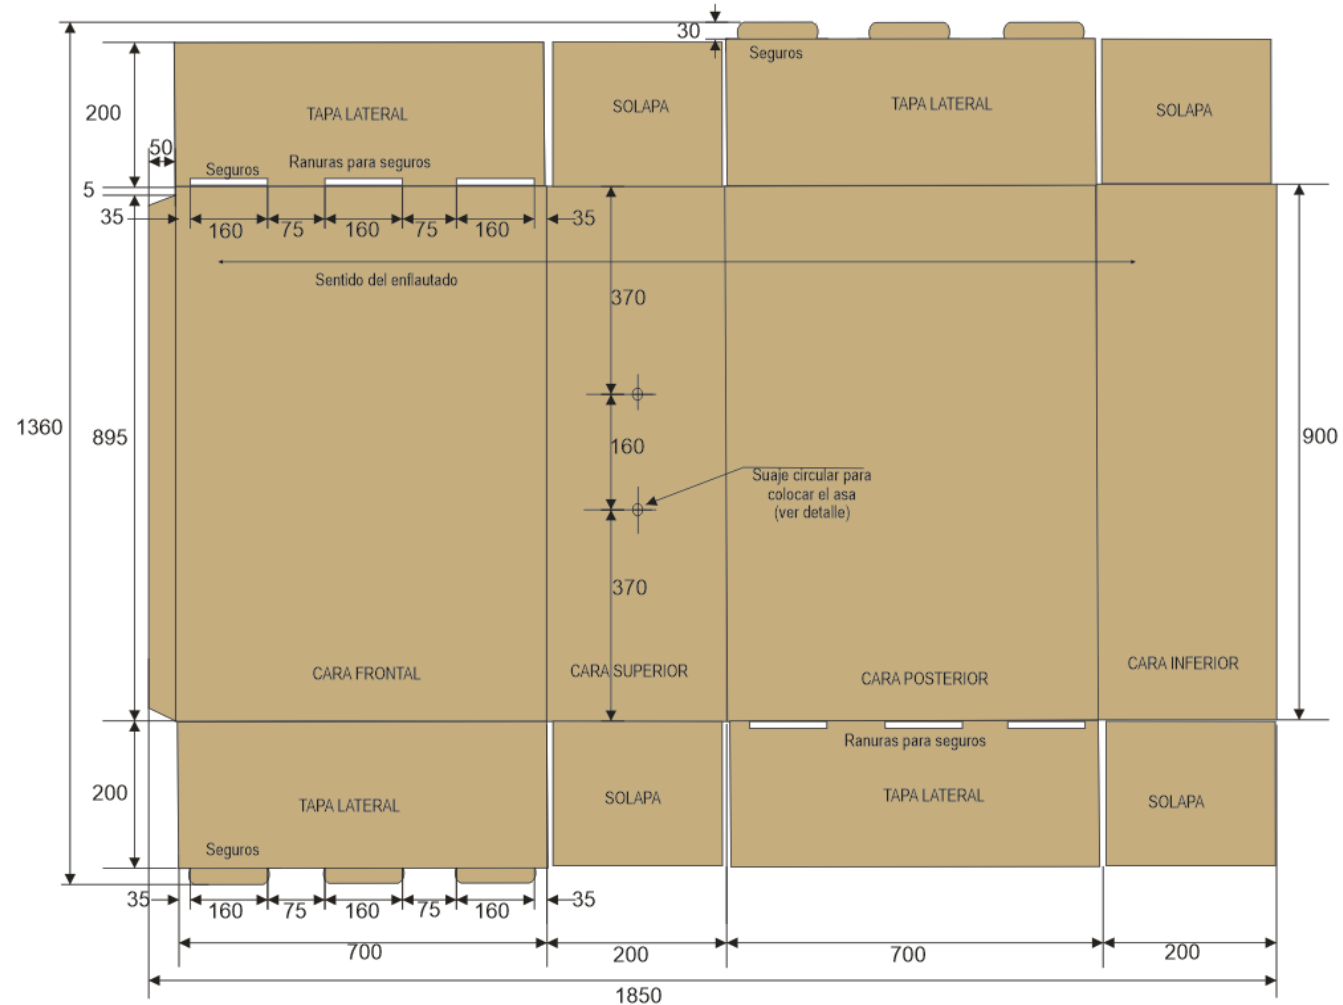 30
Seguros
TAPA LATERAL
SOLAPA
TAPA LATERAL
SOLAPA
200
50
Seguros
Ranuras para seguros
5
35
160
75
160
75
160
35
Sentido del enflautado
370
1360
895
160
900
Suaje circular para
colocar el asa
(ver detalle)
370
CARA FRONTAL
CARA SUPERIOR
CARA POSTERIOR
CARA INFERIOR
Ranuras para seguros
200
TAPA LATERAL
SOLAPA
TAPA LATERAL
SOLAPA
Seguros
35
160
75
160
75
160
35
700
200
700
200
1850